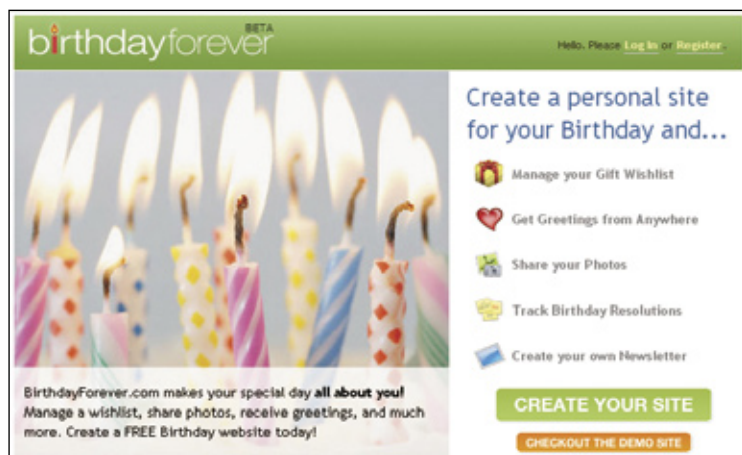 birthdayforever BETA
Hello. Please Log In or Register.
Create a personal site
for your Birthday and...
Manage your Gift Wishlist
Get Greetings from Anywhere
Share your Photos
Track Birthday Resolutions
Create your own Newsletter
BirthdayForever.com makes your special day all about you!
Manage a wishlist, share photos, receive greetings, and much
more. Create a FREE Birthday website today!
CREATE YOUR SITE
CHECKOUT THE DEMO SITE